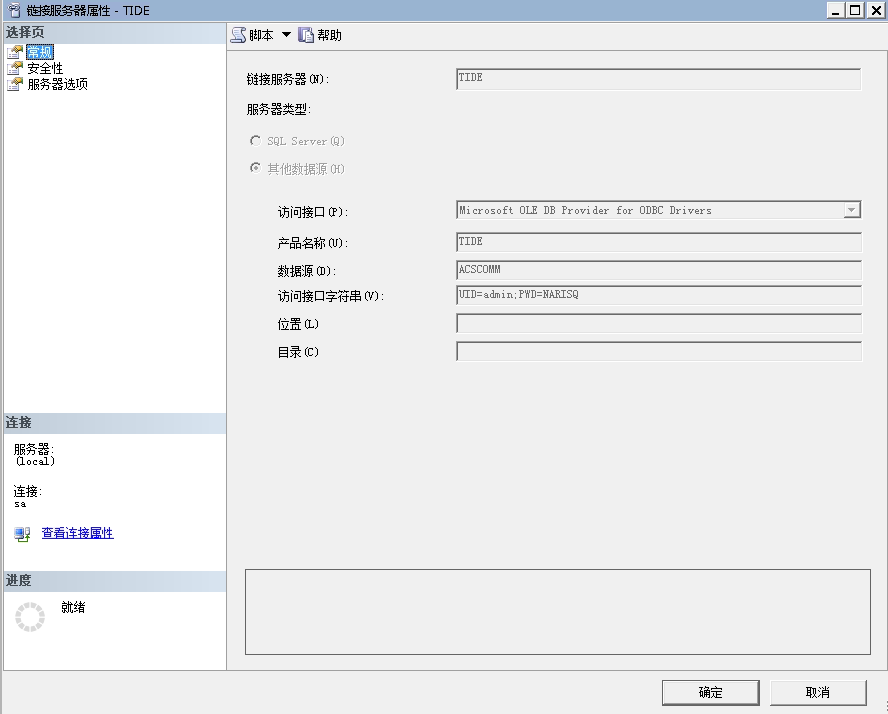 链接服务器属性 - TIDE
选择页
常规
安全性
服务器选项
脚本
帮助
链接服务器(N):
TIDE
服务器类型:
SQL Server(Q)
其他数据源(H)
访问接口(P):
Microsoft OLE DB Provider for ODBC Drivers
产品名称(U):
TIDE
数据源(D):
ACSCOMM
访问接口字符串(V):
UID=admin;PWD=NARISQ
位置(L)
目录(C)
连接
服务器:
(local)
连接:
sa
查看连接属性
进度
就绪
确定
取消